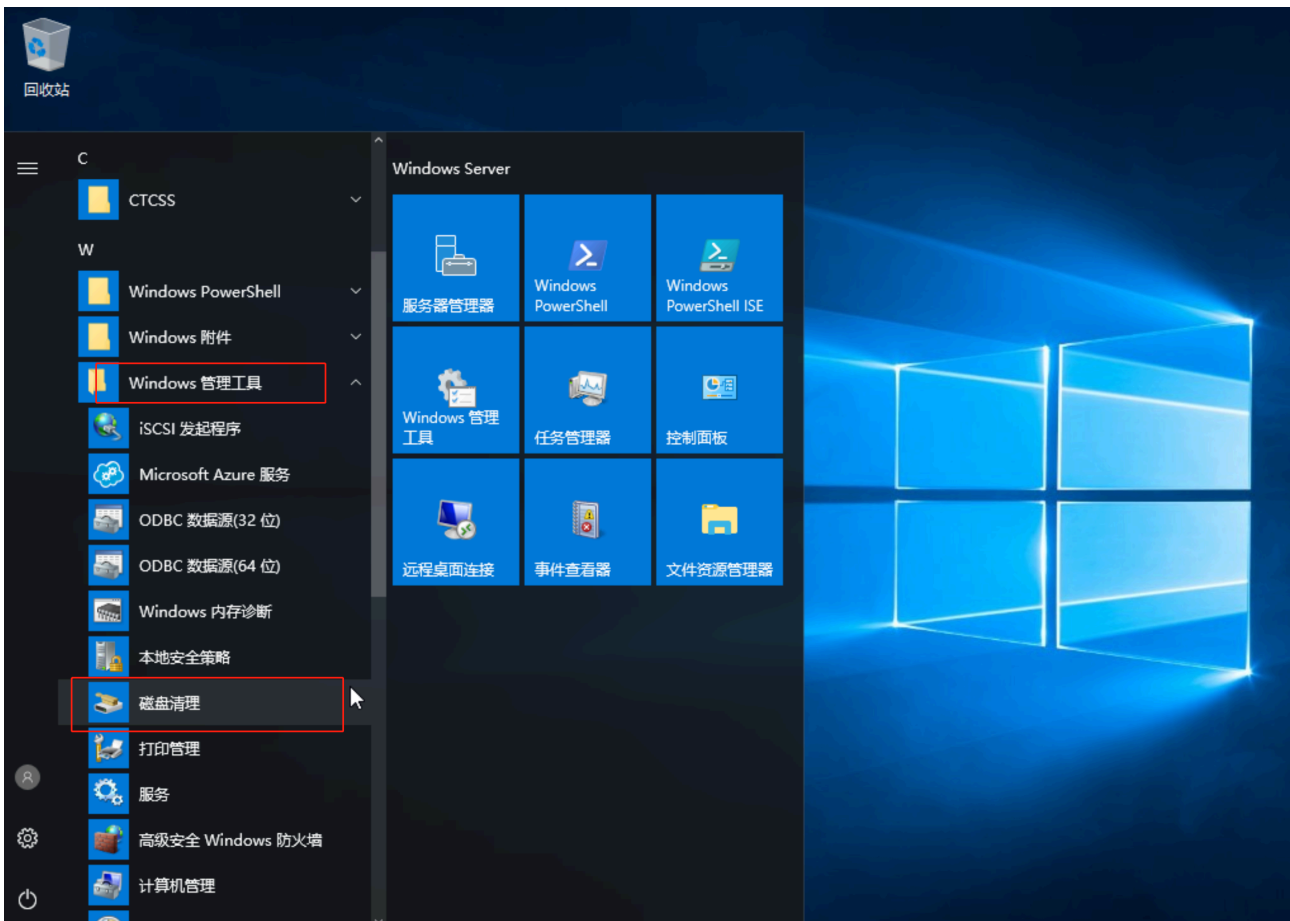 回收站
C
CTCSS
W
Windows PowerShell
Windows 附件
Windows 管理工具
iSCSI 发起程序
Microsoft Azure 服务
ODBC 数据源(32 位)
ODBC 数据源(64 位)
Windows 内存诊断
本地安全策略
磁盘清理
打印管理
服务
高级安全 Windows 防火墙
计算机管理
Windows Server
服务器管理器
Windows
PowerShell
Windows
PowerShell ISE
Windows 管理
工具
任务管理器
控制面板
远程桌面连接
事件查看器
文件资源管理器